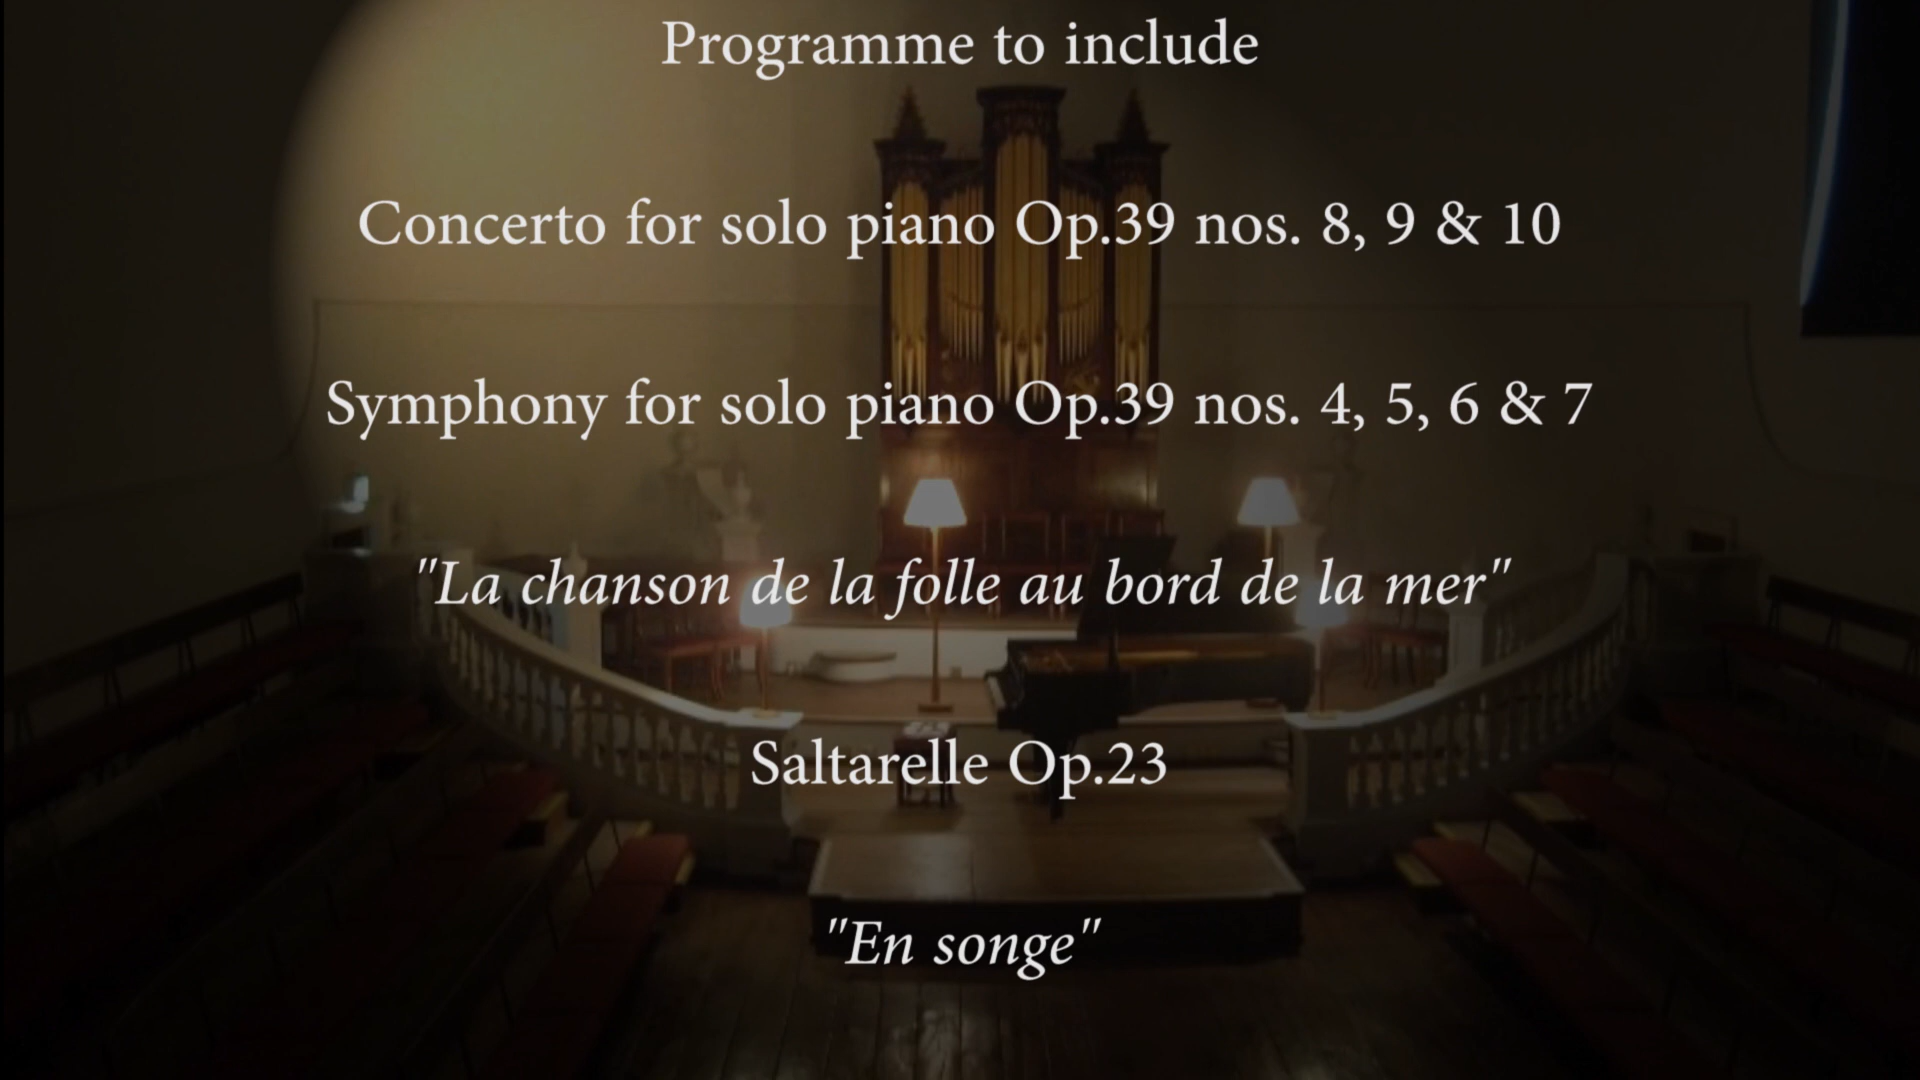 Programme to include
Concerto for solo piano Op.39 nos. 8, 9 & 10
Symphony for solo piano Op.39 nos. 4, 5, 6 & 7
"La chanson de la folle au bord de la mer"
Saltarelle Op.23
"En songe"